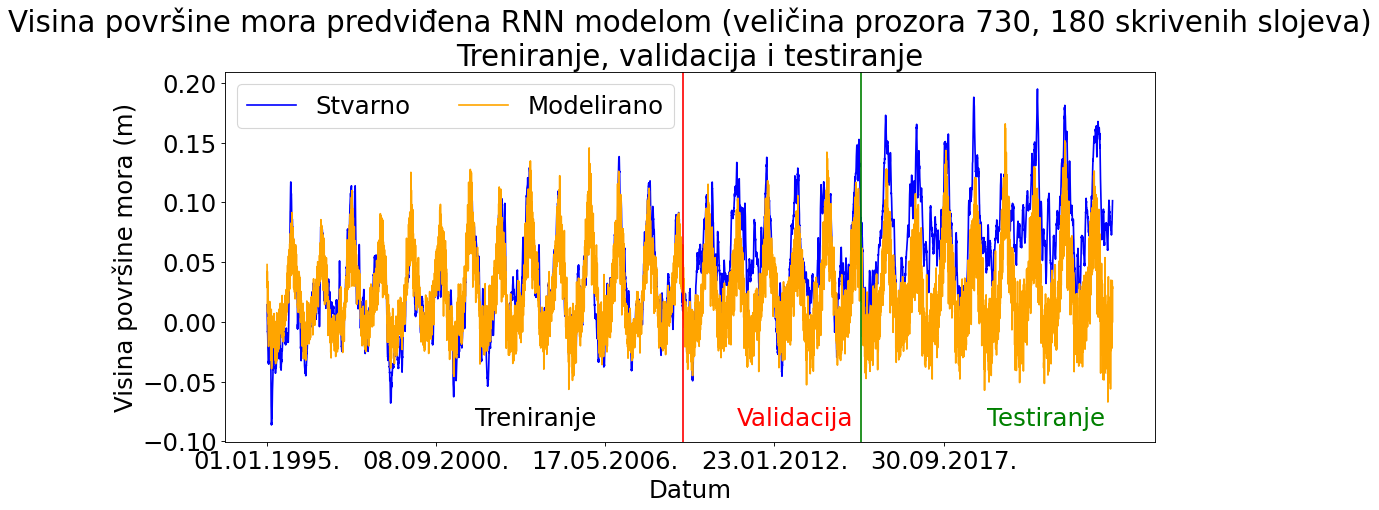 Visina površine mora predviđena RNN modelom (veličina prozora 730, 180 skrivenih slojeva)
Treniranje, validacija i testiranje
Stvarno
Modelirano
Visina površine mora (m)
0.20
0.15
0.10
0.05
0.00
−0.05
−0.10
Treniranje
Validacija
Testiranje
01.01.1995.
08.09.2000.
17.05.2006.
23.01.2012.
30.09.2017.
Datum